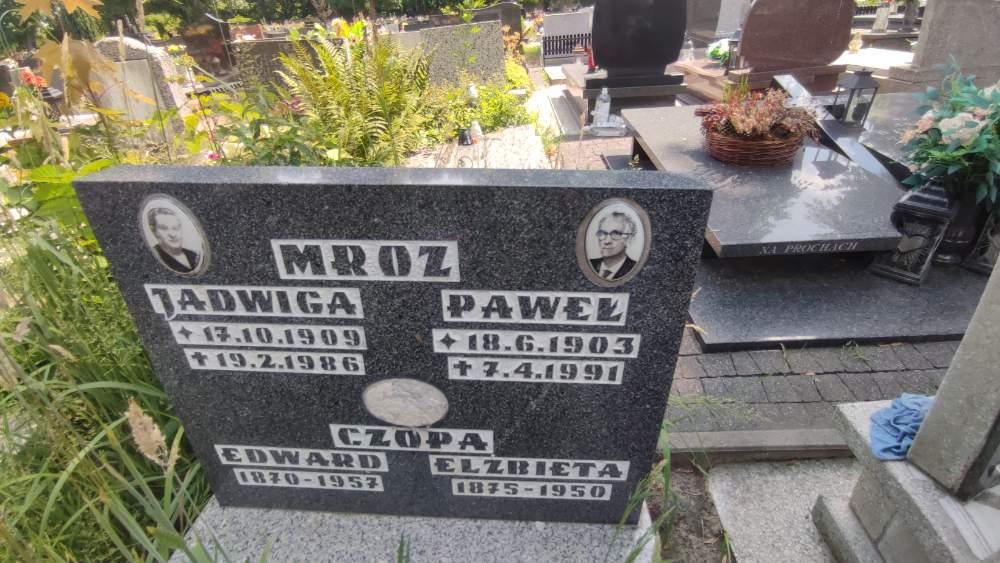 MROZ
JADWIGA PAWEŁ
✦ 17.10.1909 ✦ 18.6.1903
✝ 19.2.1986 ✝ 7.4.1991
CZOPA
EDWARD ELZBIETA
1870-1957 1875-1950
NA PROCHACH